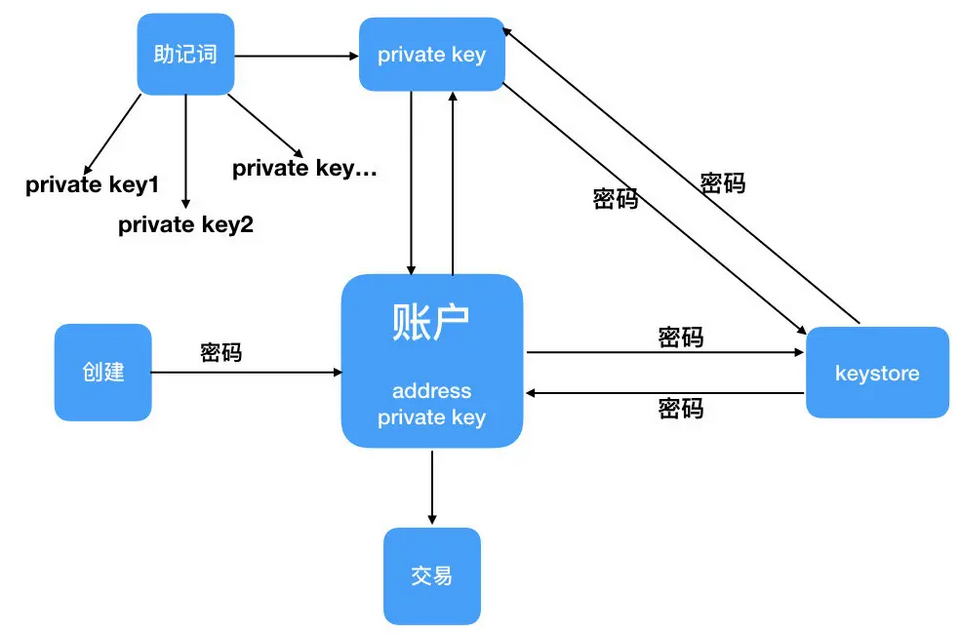 助记词
private key
private key1
private key2
private key...
密码
密码
创建
密码
账户
address
private key
密码
密码
keystore
交易